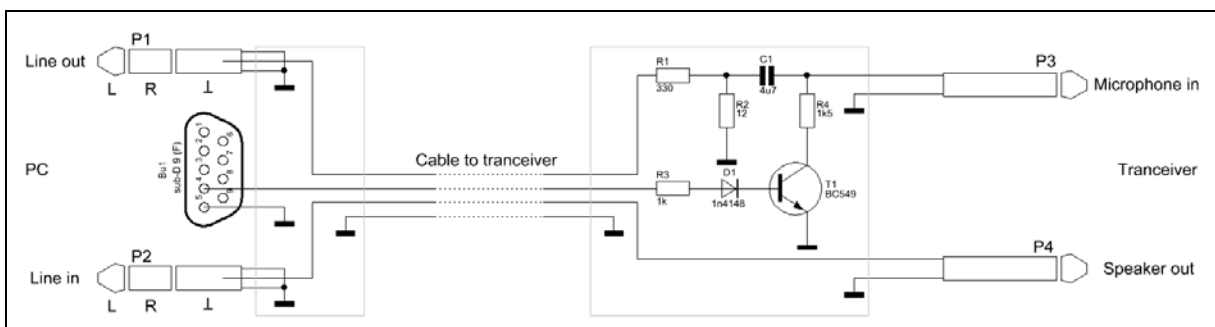 P1
Line out
L
R
⊥
PC
Bu1
sub-D 9 (F)
1
2
3
4
5
6
7
8
9
P2
Line in
L
R
⊥
Cable to tranceiver
R1
330
C1
4u7
R2
12
R4
1k5
R3
1k
D1
1n4148
T1
BC549
P3
Microphone in
Tranceiver
P4
Speaker out